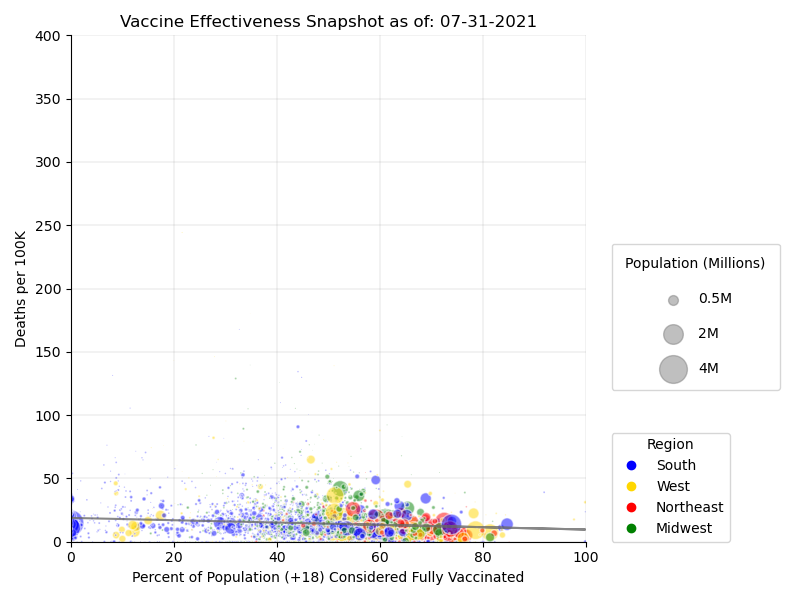 Vaccine Effectiveness Snapshot as of: 07-31-2021
400
350
300
250
200
150
100
50
0
Deaths per 100K
0 20 40 60 80 100
Percent of Population (+18) Considered Fully Vaccinated
Population (Millions)
0.5M
2M
4M
Region
South
West
Northeast
Midwest